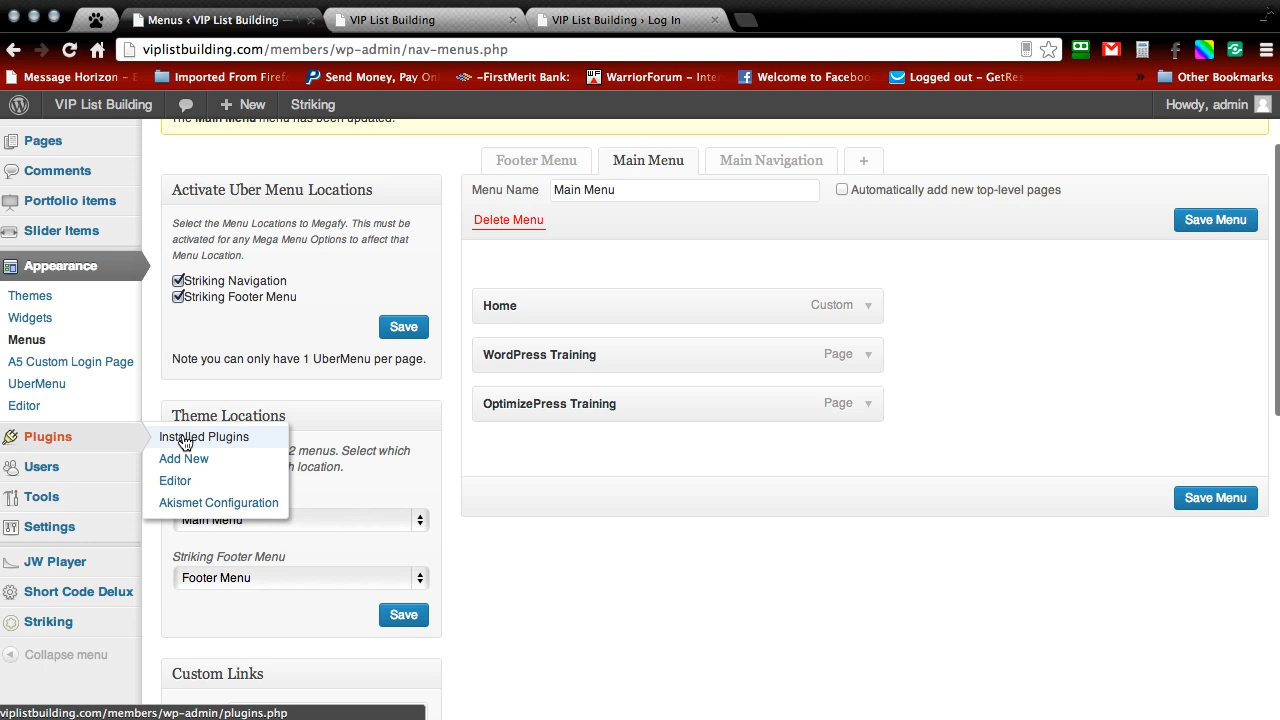 Menus ‹ VIP List Building —
VIP List Building
VIP List Building › Log In
viplistbuilding.com/members/wp-admin/nav-menus.php
Message Horizon – E
Imported From Firef
Send Money, Pay On
–FirstMerit Bank:
WarriorForum – Inte
Welcome to Faceboo
Logged out – GetRes
»
Other Bookmarks
VIP List Building
+ New
Striking
Howdy, admin
The Main Menu menu has been updated.
Pages
Comments
Portfolio items
Slider Items
Appearance
Themes
Widgets
Menus
A5 Custom Login Page
UberMenu
Editor
Plugins
Users
Tools
Settings
JW Player
Short Code Delux
Striking
Collapse menu
Installed Plugins
Add New
Editor
Akismet Configuration
Activate Uber Menu Locations
Select the Menu Locations to Megafy. This must be
activated for any Mega Menu Options to affect that
Menu Location.
Striking Navigation
Striking Footer Menu
Save
Note you can only have 1 UberMenu per page.
Theme Locations
2 menus. Select which
location.
Main Menu
Striking Footer Menu
Footer Menu
Save
Custom Links
Footer Menu
Main Menu
Main Navigation
+
Menu Name
Main Menu
Automatically add new top-level pages
Delete Menu
Save Menu
Home
Custom
WordPress Training
Page
OptimizePress Training
Page
Save Menu
viplistbuilding.com/members/wp-admin/plugins.php